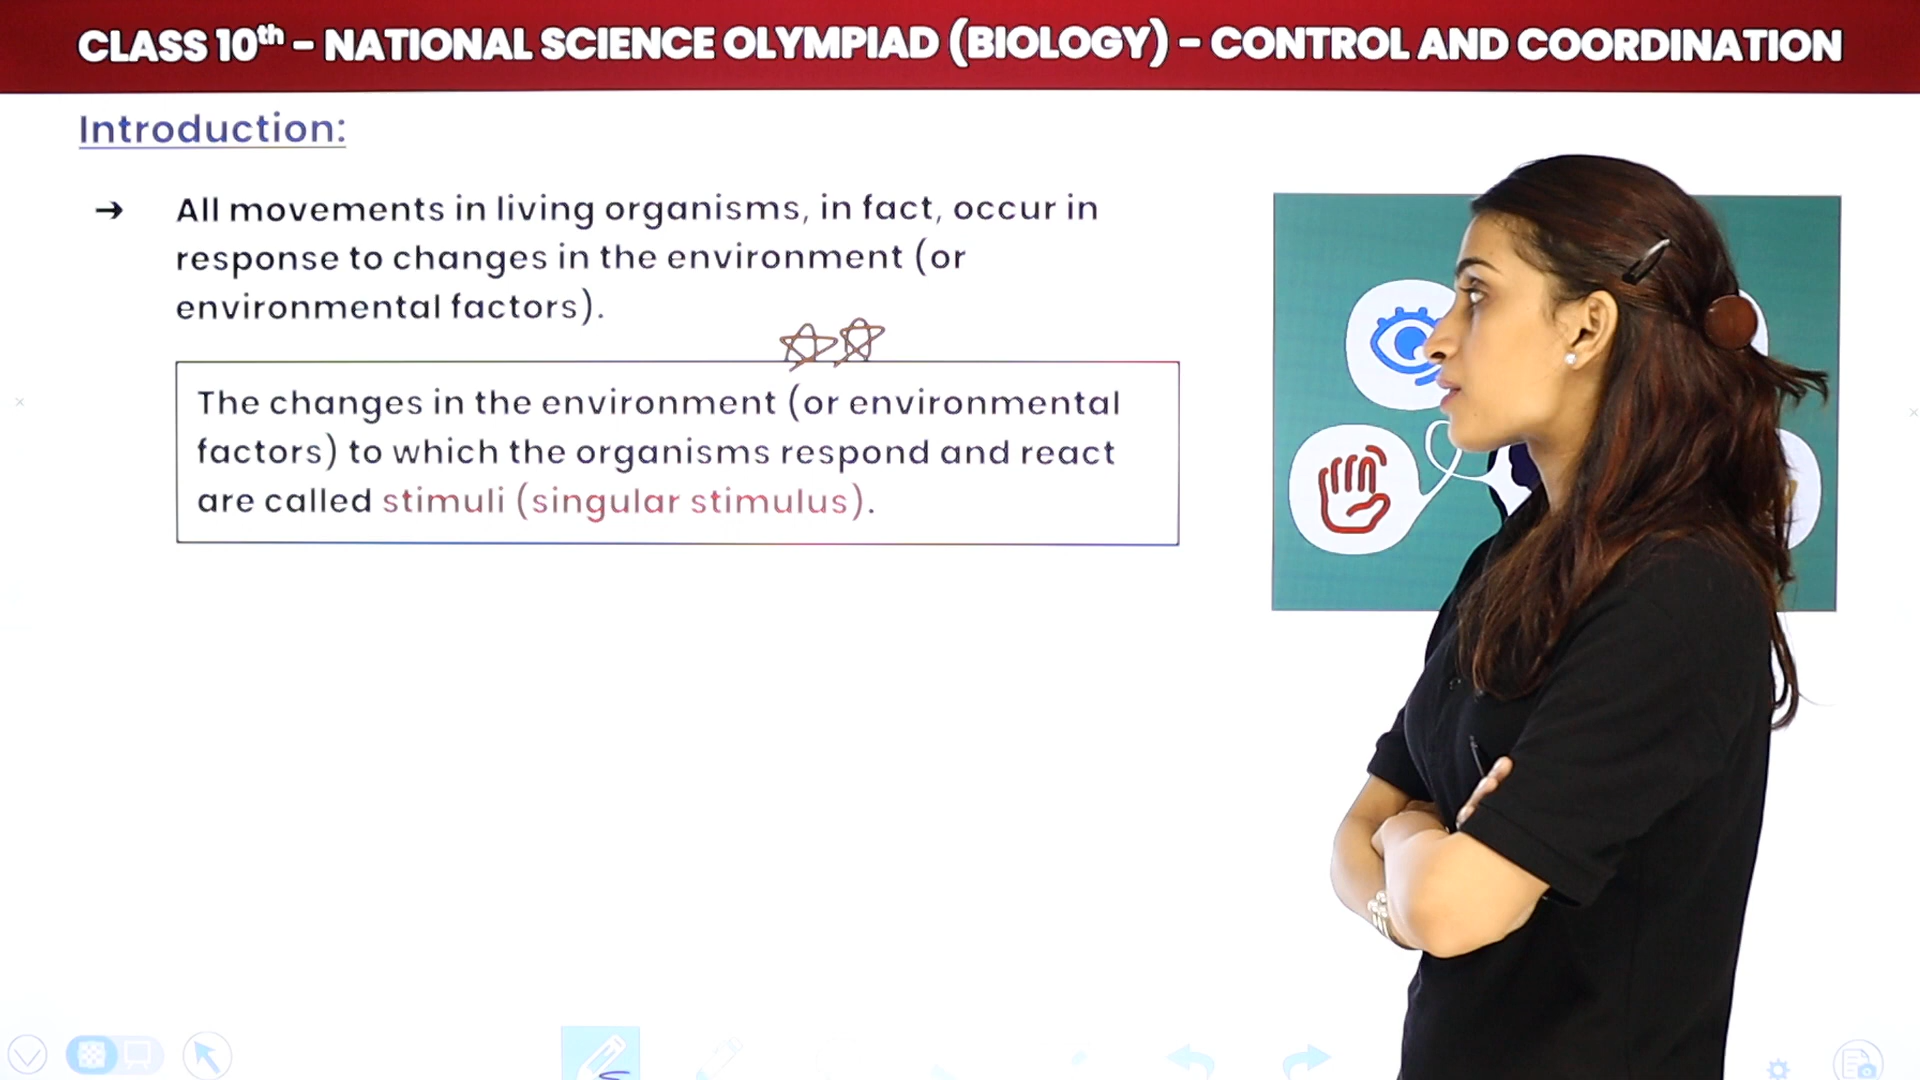 CLASS 10th – NATIONAL SCIENCE OLYMPIAD (BIOLOGY) – CONTROL AND COORDINATION
Introduction:
→ All movements in living organisms, in fact, occur in
response to changes in the environment (or
environmental factors).
The changes in the environment (or environmental
factors) to which the organisms respond and react
are called stimuli (singular stimulus).